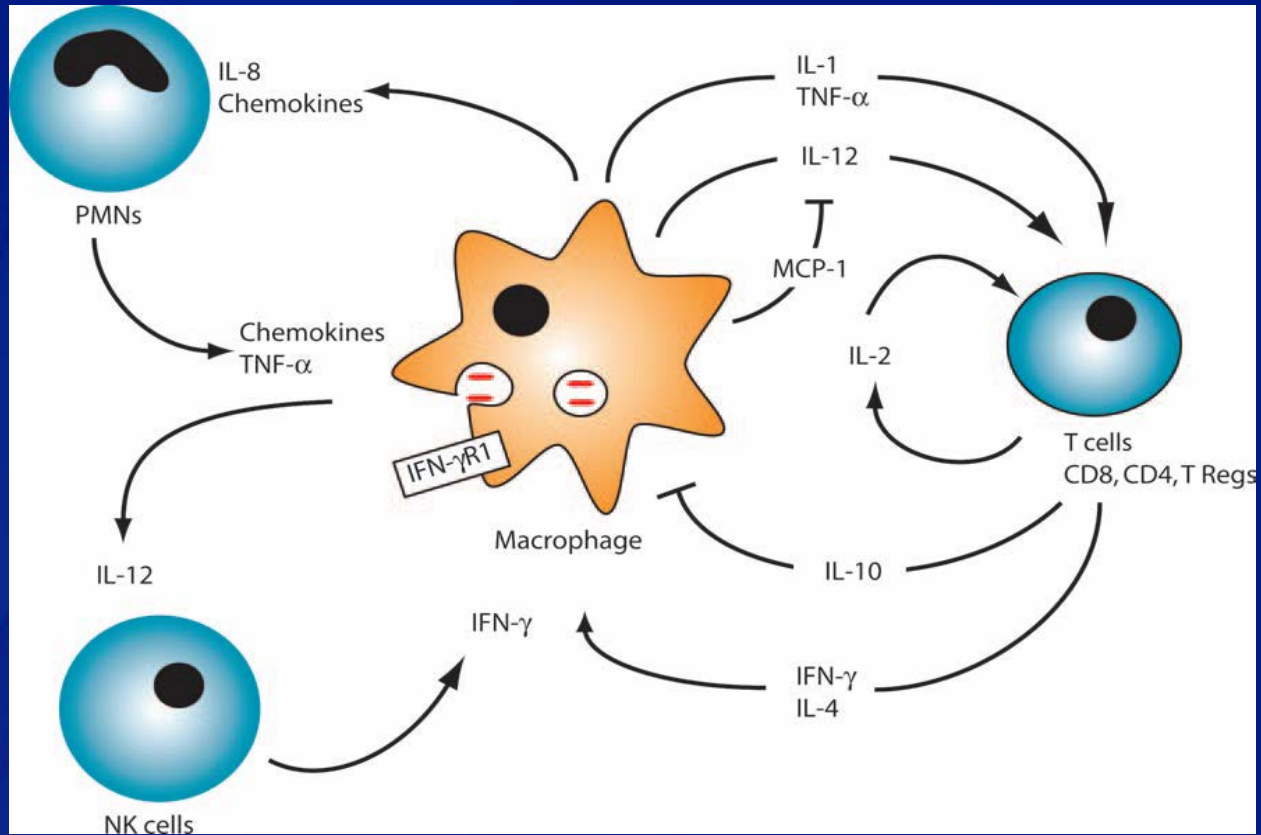 IL-8
Chemokines
PMNs
Chemokines
TNF-α
IL-12
NK cells
IFN-γR1
Macrophage
IFN-γ
IL-1
TNF-α
IL-12
MCP-1
IL-2
T cells
CD8, CD4, T Regs
IL-10
IFN-γ
IL-4